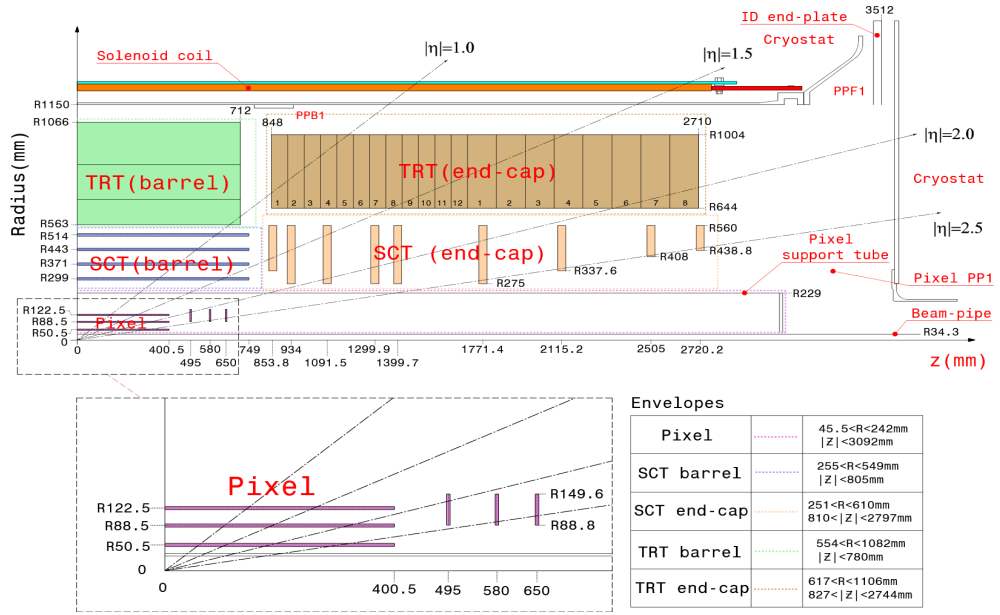 3512
ID end-plate
Cryostat
|η|=1.0
|η|=1.5
Solenoid coil
PPF1
R1150
712
PPB1
R1066
848
2710
R1004
|η|=2.0
Radius(mm)
TRT(barrel)
TRT(end-cap)
Cryostat
1 2 3 4 5 6 7 8 9 10 11 12 1 2 3 4 5 6 7 8
R644
R563
R560
R514
|η|=2.5
R443
SCT(barrel)
SCT (end-cap)
R438.8
Pixel
support tube
R371
R408
R337.6
Pixel PP1
R299
R275
R229
R122.5
R88.5
Pixel
Beam-pipe
R50.5
R34.3
0
0
400.5
580
749
934
1299.9
1771.4
2115.2
2505
2720.2
z(mm)
495
650
853.8
1091.5
1399.7
Envelopes
Pixel
45.5<R<242mm
|Z|<3092mm
SCT barrel
255<R<549mm
|Z|<805mm
SCT end-cap
251<R<610mm
810<|Z|<2797mm
TRT barrel
554<R<1082mm
|Z|<780mm
TRT end-cap
617<R<1106mm
827<|Z|<2744mm
Pixel
R149.6
R122.5
R88.5
R88.8
R50.5
0
0
400.5
495
580
650